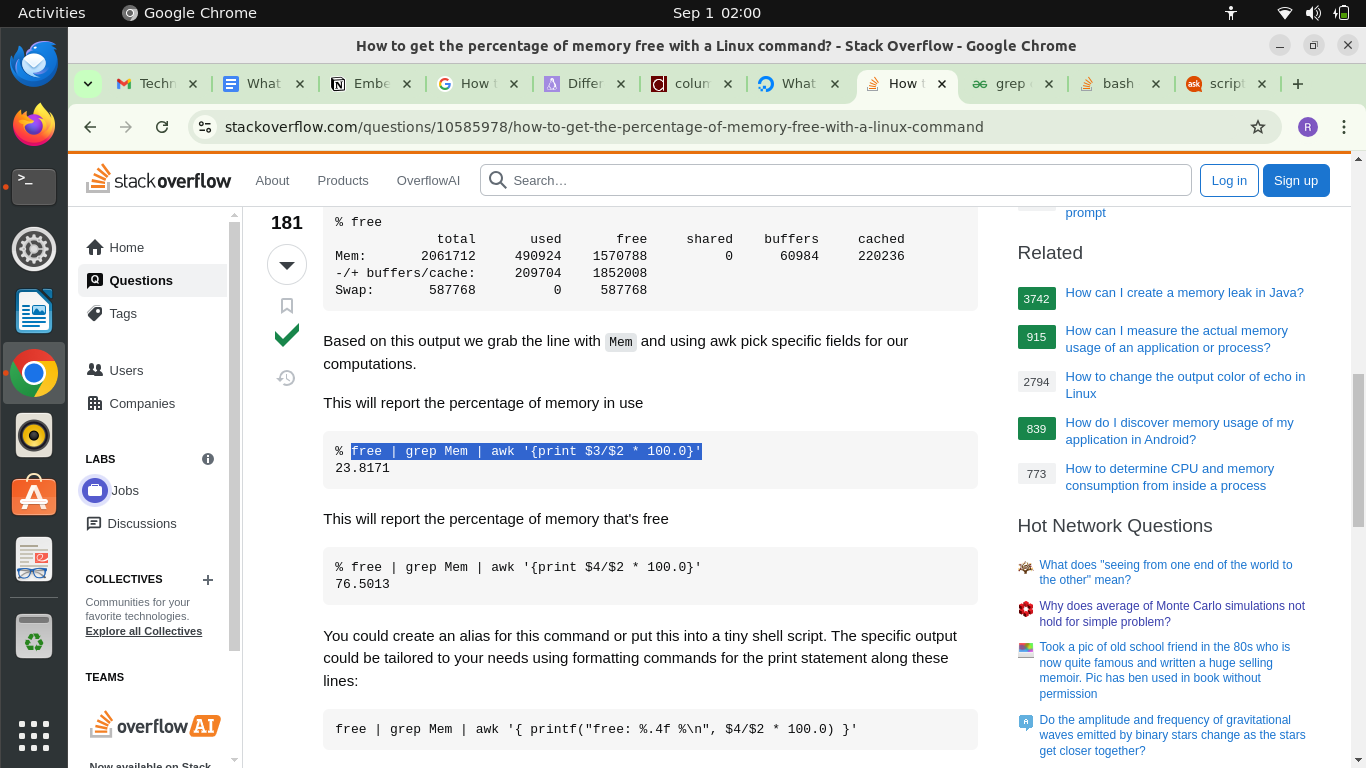 Activities
Google Chrome
Sep 1 02:00
How to get the percentage of memory free with a Linux command? - Stack Overflow - Google Chrome
Techn
What
Embe
How t
Differ
colum
What
How t
grep
bash
script
stackoverflow.com/questions/10585978/how-to-get-the-percentage-of-memory-free-with-a-linux-command
R
stackoverflow
About
Products
OverflowAI
Search…
Log in
Sign up
Home
Questions
Tags
Users
Companies
LABS
Jobs
Discussions
COLLECTIVES
Communities for your
favorite technologies.
Explore all Collectives
TEAMS
overflowAI
Now available on Stack
181
% free
total used free shared buffers cached
Mem: 2061712 490924 1570788 0 60984 220236
-/+ buffers/cache: 209704 1852008
Swap: 587768 0 587768
Based on this output we grab the line with Mem and using awk pick specific fields for our
computations.
This will report the percentage of memory in use
% free | grep Mem | awk '{print $3/$2 * 100.0}'
23.8171
This will report the percentage of memory that's free
% free | grep Mem | awk '{print $4/$2 * 100.0}'
76.5013
You could create an alias for this command or put this into a tiny shell script. The specific output
could be tailored to your needs using formatting commands for the print statement along these
lines:
free | grep Mem | awk '{ printf("free: %.4f %\n", $4/$2 * 100.0) }'
prompt
Related
3742 How can I create a memory leak in Java?
915 How can I measure the actual memory
usage of an application or process?
2794 How to change the output color of echo in
Linux
839 How do I discover memory usage of my
application in Android?
773 How to determine CPU and memory
consumption from inside a process
Hot Network Questions
What does "seeing from one end of the world to
the other" mean?
Why does average of Monte Carlo simulations not
hold for simple problem?
Took a pic of old school friend in the 80s who is
now quite famous and written a huge selling
memoir. Pic has ben used in book without
permission
Do the amplitude and frequency of gravitational
waves emitted by binary stars change as the stars
get closer together?